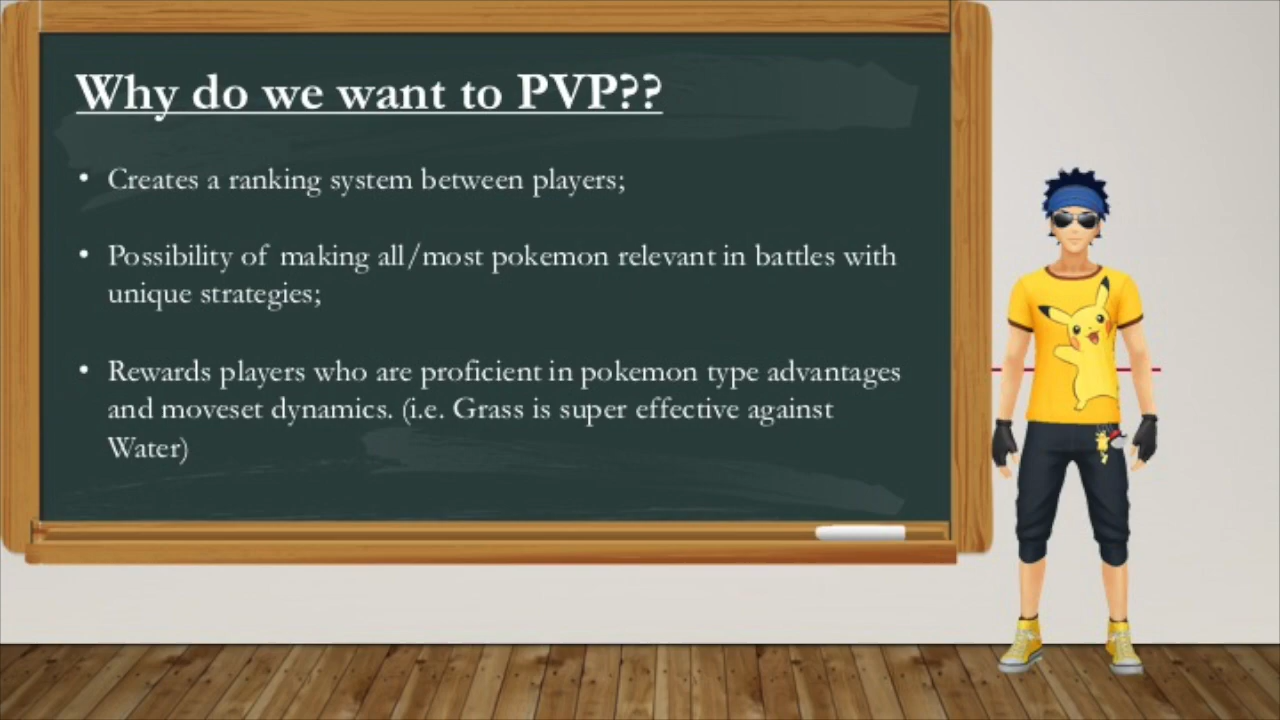 Why do we want to PVP??
• Creates a ranking system between players;
• Possibility of making all/most pokemon relevant in battles with
unique strategies;
• Rewards players who are proficient in pokemon type advantages
and moveset dynamics. (i.e. Grass is super effective against
Water)